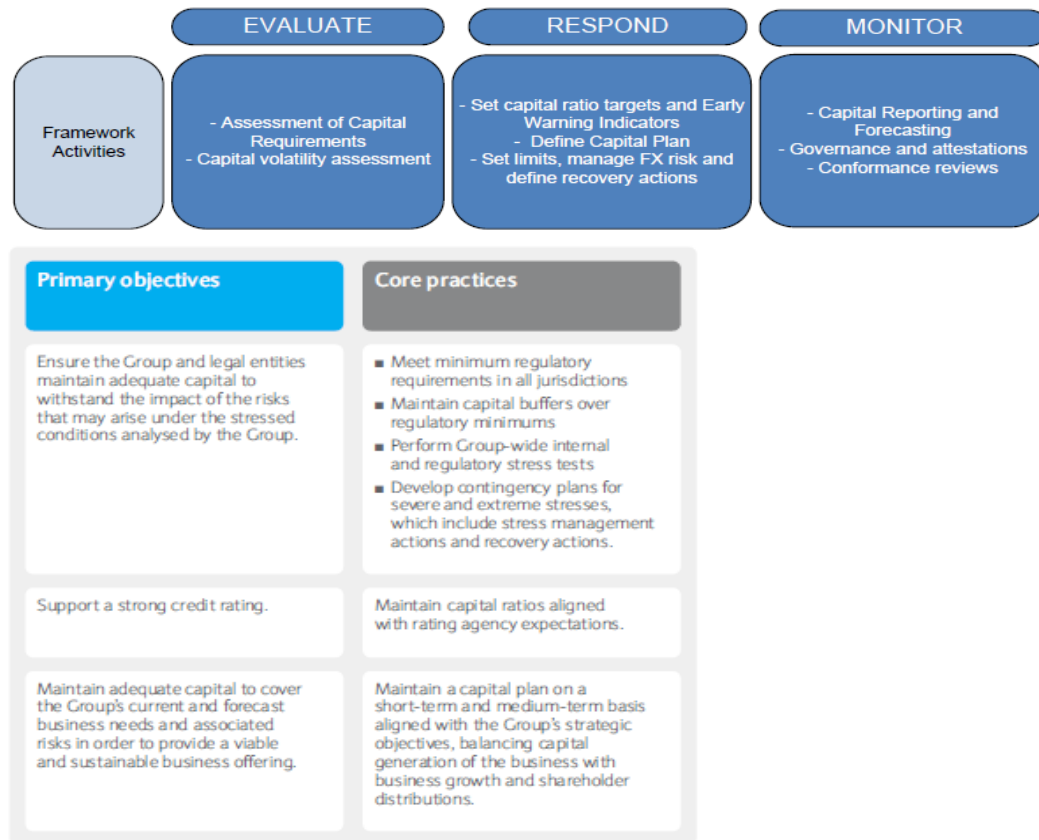 EVALUATE
RESPOND
MONITOR
Framework
Activities
- Assessment of Capital
Requirements
- Capital volatility assessment
- Set capital ratio targets and Early
Warning Indicators
- Define Capital Plan
- Set limits, manage FX risk and
define recovery actions
- Capital Reporting and
Forecasting
- Governance and attestations
- Conformance reviews
Primary objectives
Core practices
Ensure the Group and legal entities
maintain adequate capital to
withstand the impact of the risks
that may arise under the stressed
conditions analysed by the Group.
■ Meet minimum regulatory
requirements in all jurisdictions
■ Maintain capital buffers over
regulatory minimums
■ Perform Group-wide internal
and regulatory stress tests
■ Develop contingency plans for
severe and extreme stresses,
which include stress management
actions and recovery actions.
Support a strong credit rating.
Maintain capital ratios aligned
with rating agency expectations.
Maintain adequate capital to cover
the Group's current and forecast
business needs and associated
risks in order to provide a viable
and sustainable business offering.
Maintain a capital plan on a
short-term and medium-term basis
aligned with the Group's strategic
objectives, balancing capital
generation of the business with
business growth and shareholder
distributions.